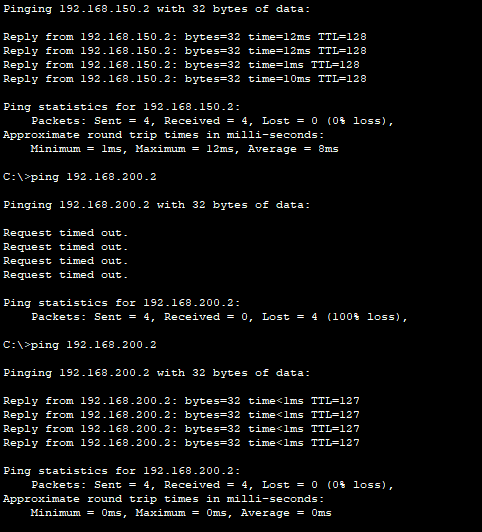 Pinging 192.168.150.2 with 32 bytes of data:
Reply from 192.168.150.2: bytes=32 time=12ms TTL=128
Reply from 192.168.150.2: bytes=32 time=12ms TTL=128
Reply from 192.168.150.2: bytes=32 time=1ms TTL=128
Reply from 192.168.150.2: bytes=32 time=10ms TTL=128
Ping statistics for 192.168.150.2:
    Packets: Sent = 4, Received = 4, Lost = 0 (0% loss),
Approximate round trip times in milli-seconds:
    Minimum = 1ms, Maximum = 12ms, Average = 8ms
C:\>ping 192.168.200.2
Pinging 192.168.200.2 with 32 bytes of data:
Request timed out.
Request timed out.
Request timed out.
Request timed out.
Ping statistics for 192.168.200.2:
    Packets: Sent = 4, Received = 0, Lost = 4 (100% loss),
C:\>ping 192.168.200.2
Pinging 192.168.200.2 with 32 bytes of data:
Reply from 192.168.200.2: bytes=32 time<1ms TTL=127
Reply from 192.168.200.2: bytes=32 time<1ms TTL=127
Reply from 192.168.200.2: bytes=32 time<1ms TTL=127
Reply from 192.168.200.2: bytes=32 time<1ms TTL=127
Ping statistics for 192.168.200.2:
    Packets: Sent = 4, Received = 4, Lost = 0 (0% loss),
Approximate round trip times in milli-seconds:
    Minimum = 0ms, Maximum = 0ms, Average = 0ms